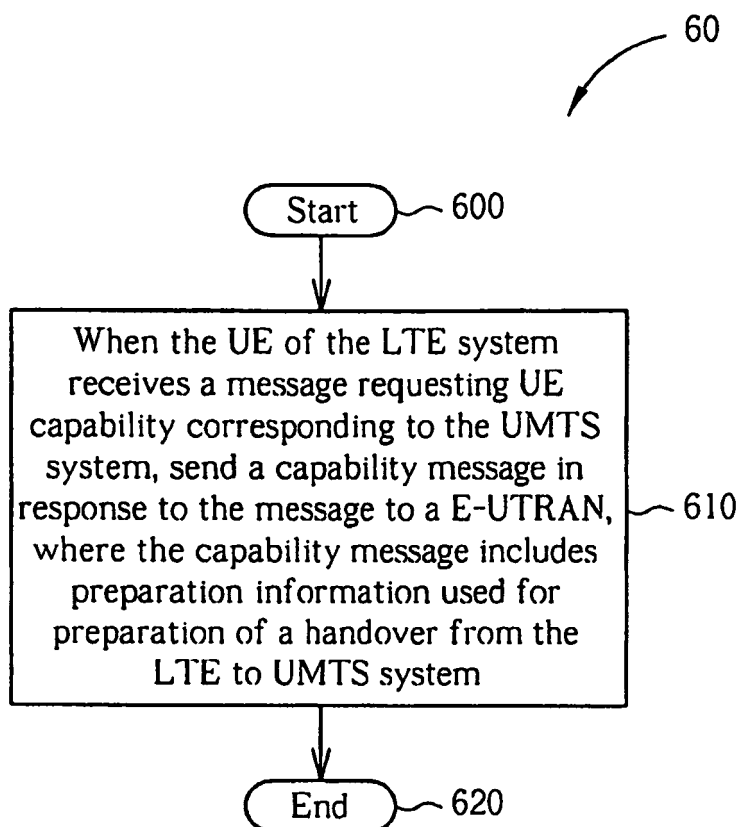 60
Start
600
When the UE of the LTE system
receives a message requesting UE
capability corresponding to the UMTS
system, send a capability message in
response to the message to a E-UTRAN,
where the capability message includes
preparation information used for
preparation of a handover from the
LTE to UMTS system
610
End
620